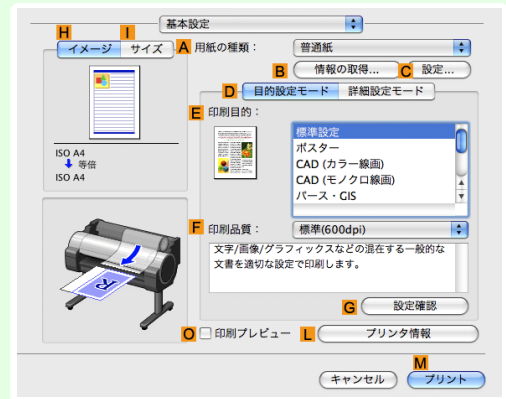 基本設定
H I
イメージ サイズ
A 用紙の種類： 普通紙
B 情報の取得... C 設定...
D 目的設定モード 詳細設定モード
E 印刷目的：
標準設定
ポスター
CAD (カラー線画)
CAD (モノクロ線画)
パース・GIS
ISO A4
等倍
ISO A4
F 印刷品質： 標準(600dpi)
文字/画像/グラフィックスなどの混在する一般的な
文書を適切な設定で印刷します。
G 設定確認
O 印刷プレビュー L プリンタ情報
M
キャンセル プリント